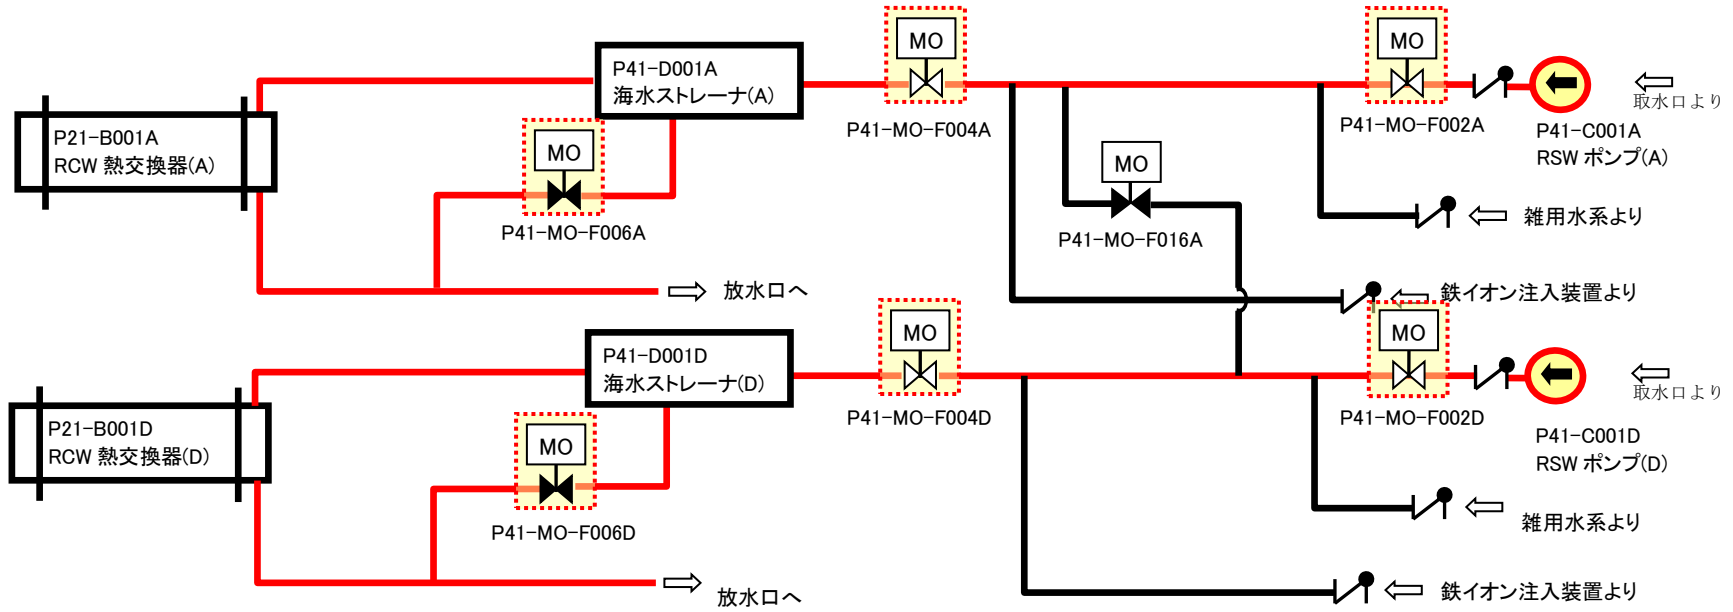 MO
MO
P41-D001A
海水ストレーナ(A)
取水口より
P41-MO-F004A
P41-MO-F002A
P41-C001A
RSW ポンプ(A)
P21-B001A
RCW 熱交換器(A)
MO
MO
P41-MO-F006A
P41-MO-F016A
雑用水系より
放水口へ
鉄イオン注入装置より
MO
MO
P41-D001D
海水ストレーナ(D)
取水口より
P41-MO-F004D
P41-MO-F002D
P41-C001D
RSW ポンプ(D)
P21-B001D
RCW 熱交換器(D)
MO
P41-MO-F006D
雑用水系より
放水口へ
鉄イオン注入装置より